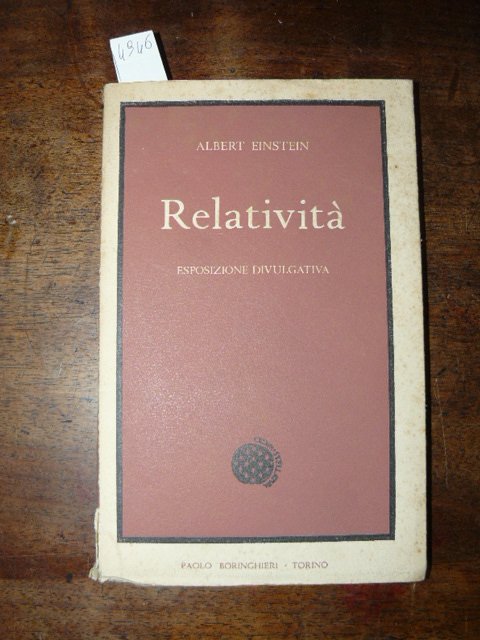 4946
ALBERT EINSTEIN
Relatività
ESPOSIZIONE DIVULGATIVA
PAOLO BORINGHIERI - TORINO